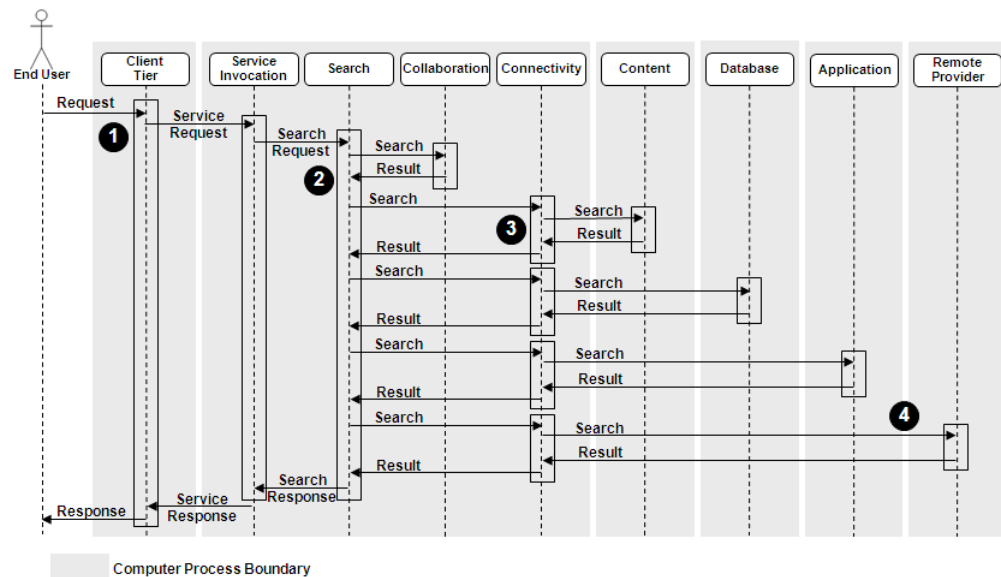 End User
Client
Tier
Service
Invocation
Search
Collaboration
Connectivity
Content
Database
Application
Remote
Provider
Request
1
Service
Request
Search
Request
2
Search
Result
Search
3
Search
Result
Result
Search
Search
Result
Result
Search
Search
Result
Result
Search
4
Search
Result
Result
Search
Response
Service
Response
Response
Computer Process Boundary